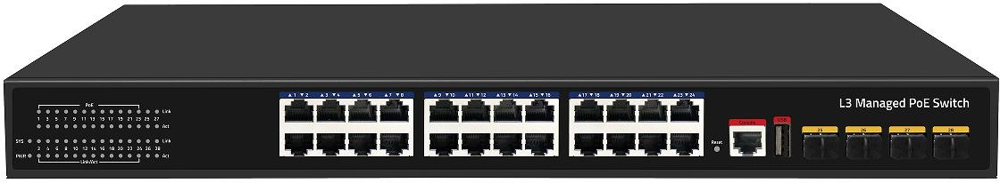 PoE
1 3 5 7 9 11 13 15 17 19 21 23 25 27
Link
Act
SYS
Link
2 4 6 8 10 12 14 16 18 20 22 24 26 28
PWR
Act
Link/Act
▲1 ▼2 ▲3 ▼4 ▲5 ▼6 ▲7 ▼8
▲9 ▼10 ▲11 ▼12 ▲13 ▼14 ▲15 ▼16
▲17 ▼18 ▲19 ▼20 ▲21 ▼22 ▲23 ▼24
Reset
Console
USB
25 26 27 28
L3 Managed PoE Switch